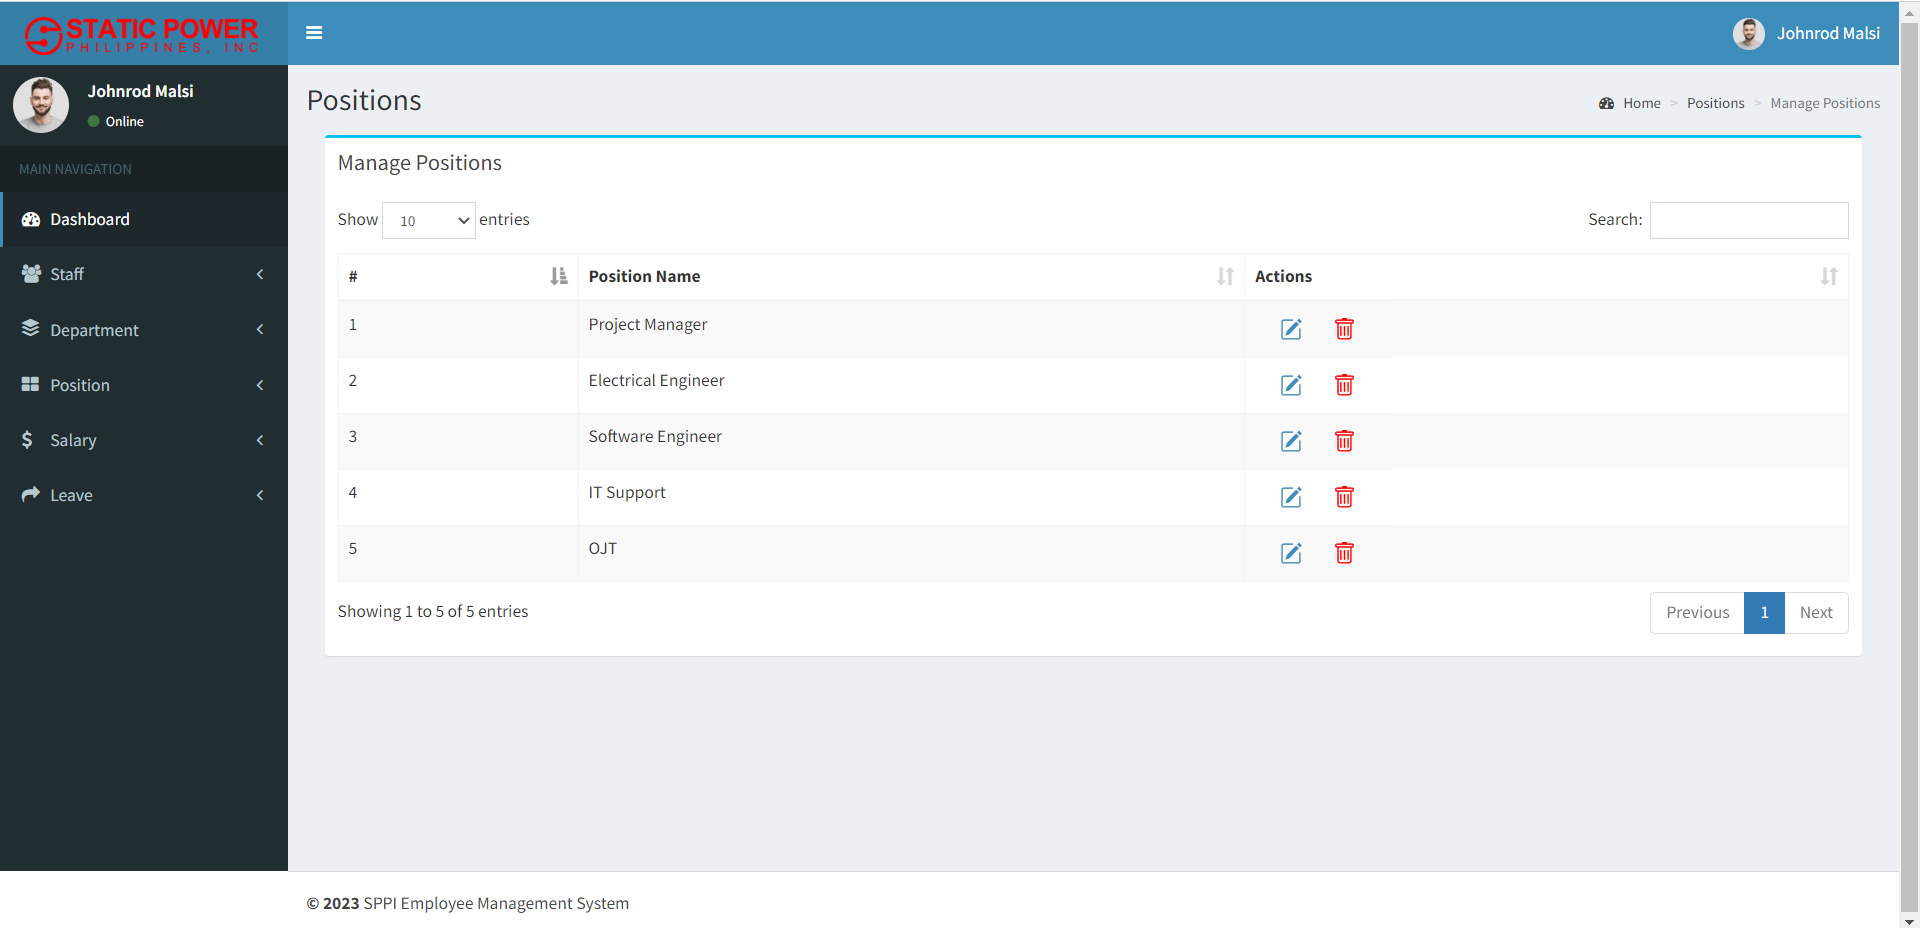 STATIC POWER
PHILIPPINES, INC
Johnrod Malsi
Johnrod Malsi
Online
MAIN NAVIGATION
Dashboard
Staff
Department
Position
Salary
Leave
Positions
Home > Positions > Manage Positions
Manage Positions
Show 10 entries
Search:
# Position Name Actions
1 Project Manager
2 Electrical Engineer
3 Software Engineer
4 IT Support
5 OJT
Showing 1 to 5 of 5 entries
Previous 1 Next
© 2023 SPPI Employee Management System